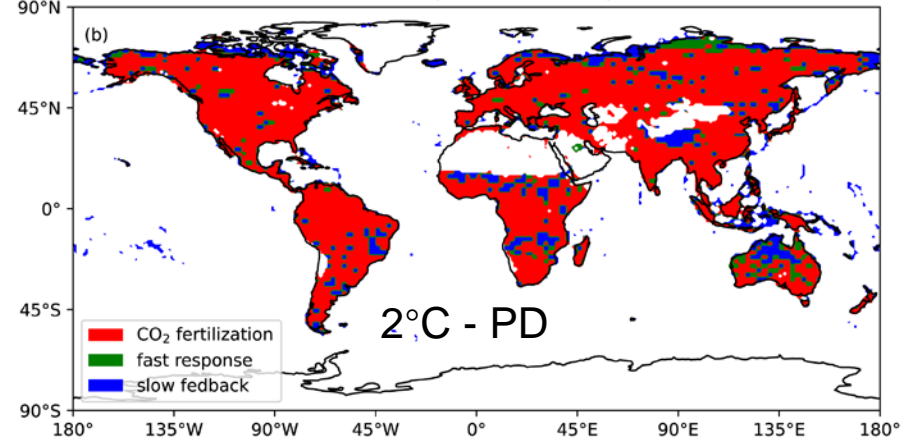 90°N
(b)
45°N
0°
45°S
2°C - PD
CO₂ fertilization
fast response
slow fedback
90°S
180° 135°W 90°W 45°W 0° 45°E 90°E 135°E 180°